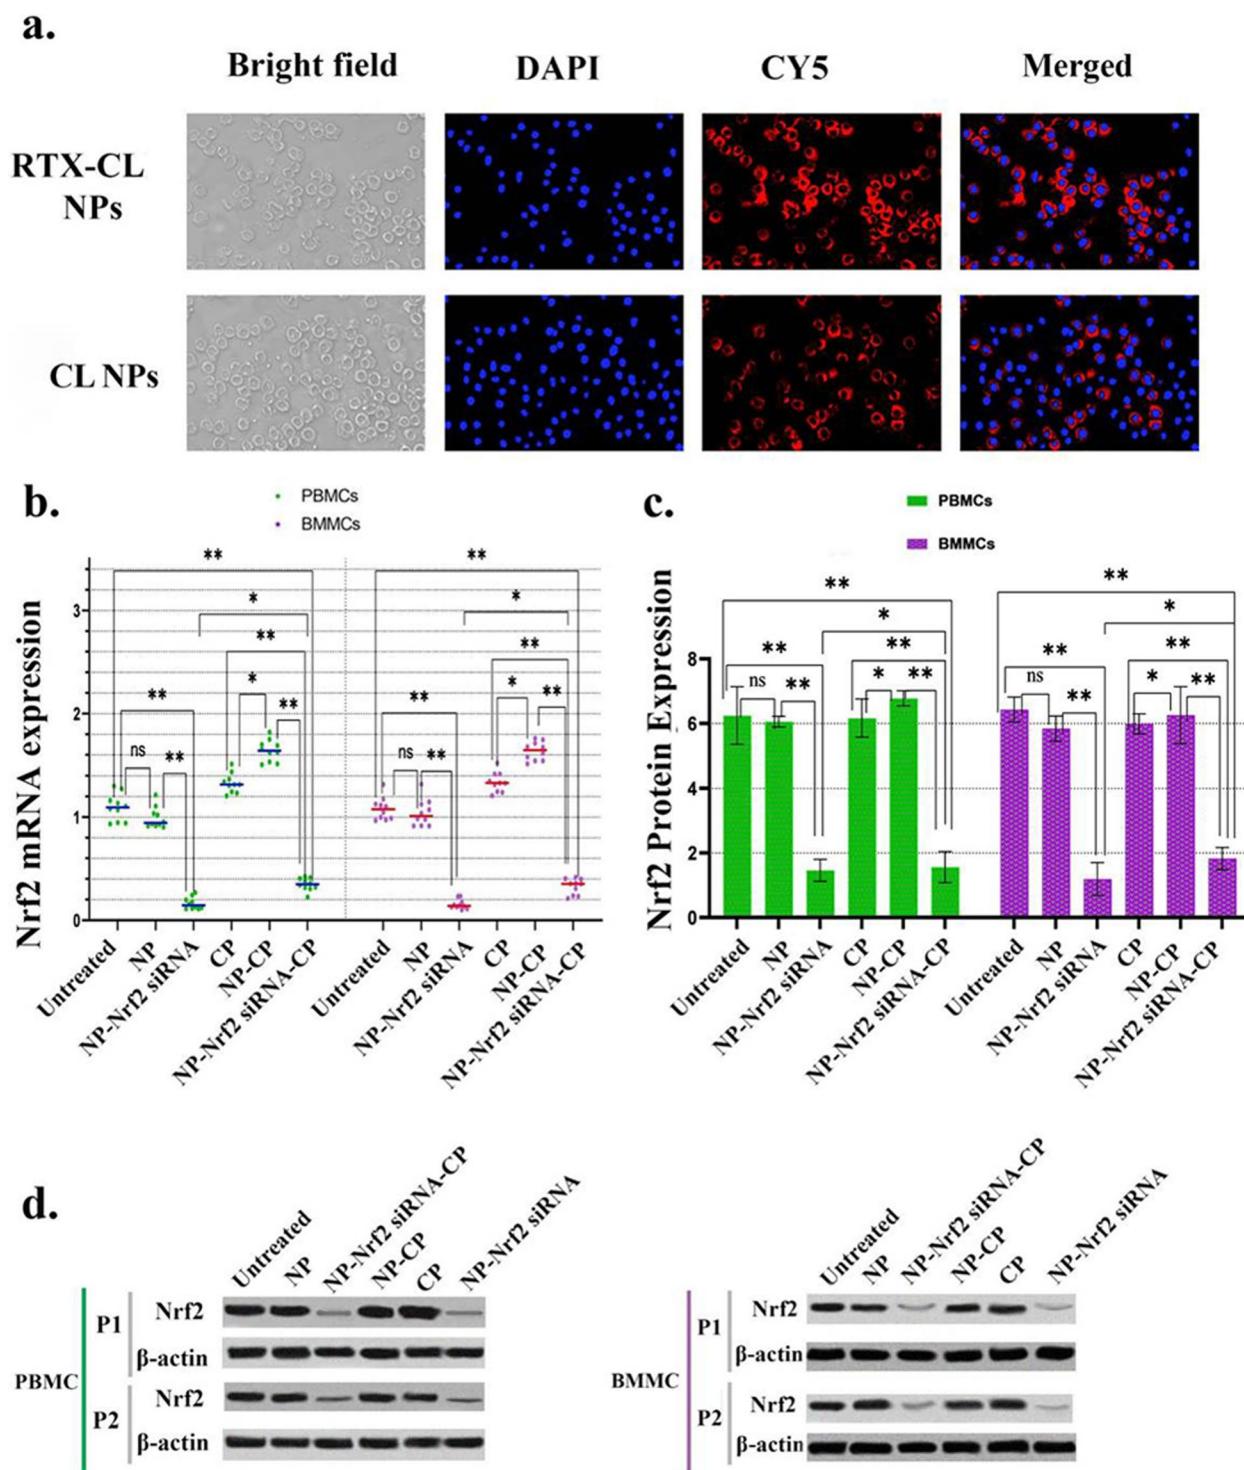 a.
Bright field DAPI CY5 Merged
RTX-CL
NPs
CL NPs
b.
PBMCs
BMMCs
Nrf2 mRNA expression
3
2
1
0
** **
* *
** **
* *
** ** ** **
ns ** ns **
Untreated NP NP-Nrf2 siRNA CP NP-CP NP-Nrf2 siRNA-CP Untreated NP NP-Nrf2 siRNA CP NP-CP NP-Nrf2 siRNA-CP
c.
PBMCs
BMMCs
Nrf2 Protein Expression
8
6
4
2
0
** **
* *
** ** ** **
ns ** * ** ns ** * **
Untreated NP NP-Nrf2 siRNA CP NP-CP NP-Nrf2 siRNA-CP Untreated NP NP-Nrf2 siRNA CP NP-CP NP-Nrf2 siRNA-CP
d.
Untreated NP NP-Nrf2 siRNA-CP NP-CP CP NP-Nrf2 siRNA
PBMC
P1
Nrf2
β-actin
P2
Nrf2
β-actin
Untreated NP NP-Nrf2 siRNA-CP NP-CP CP NP-Nrf2 siRNA
BMMC
P1
Nrf2
β-actin
P2
Nrf2
β-actin